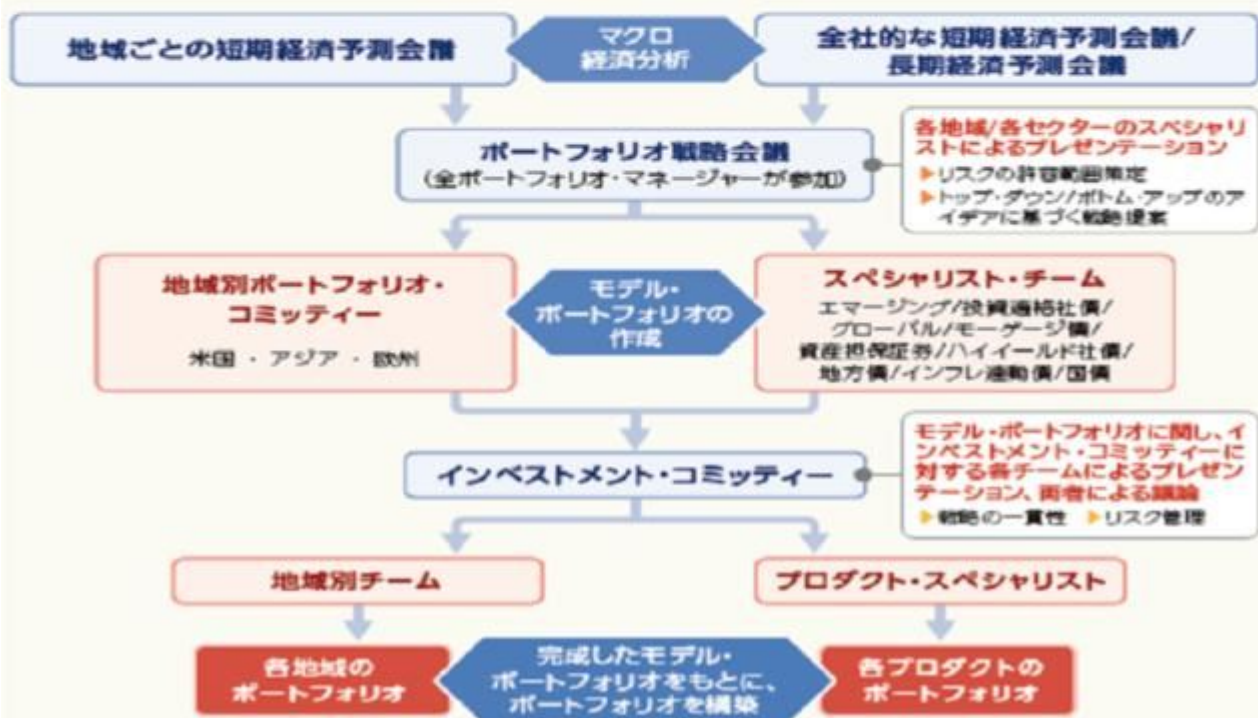 地域ごとの短期経済予測会議
マクロ
経済分析
全社的な短期経済予測会議/
長期経済予測会議
ポートフォリオ戦略会議
(全ポートフォリオ・マネージャーが参加)
各地域/各セクターのスペシャリ
ストによるプレゼンテーション
▶リスクの許容範囲策定
▶トップ・ダウン/ボトム・アップのア
イデアに基づく戦略提案
地域別ポートフォリオ・
コミッティー
米国 ・ アジア ・ 欧州
モデル・
ポートフォリオの
作成
スペシャリスト・チーム
エマージング/投資適格社債/
グローバル/モーゲージ債/
資産担保証券/ハイイールド社債/
地方債/インフレ連動債/国債
インベストメント・コミッティー
モデル・ポートフォリオに関し、イ
ンベストメント・コミッティーに
対する各チームによるプレゼン
テーション、両者による議論
▶戦略の一貫性 ▶リスク管理
地域別チーム
プロダクト・スペシャリスト
各地域の
ポートフォリオ
完成したモデル・
ポートフォリオをもとに、
ポートフォリオを構築
各プロダクトの
ポートフォリオ